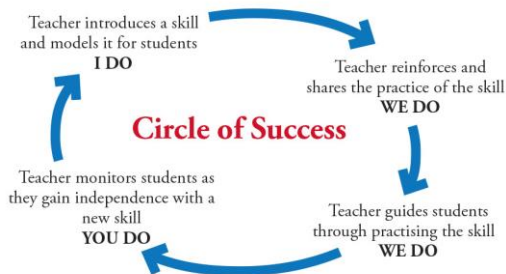 Teacher introduces a skill
and models it for students
I DO
Teacher reinforces and
shares the practice of the skill
WE DO
Circle of Success
Teacher monitors students as
they gain independence with a
new skill
YOU DO
Teacher guides students
through practising the skill
WE DO